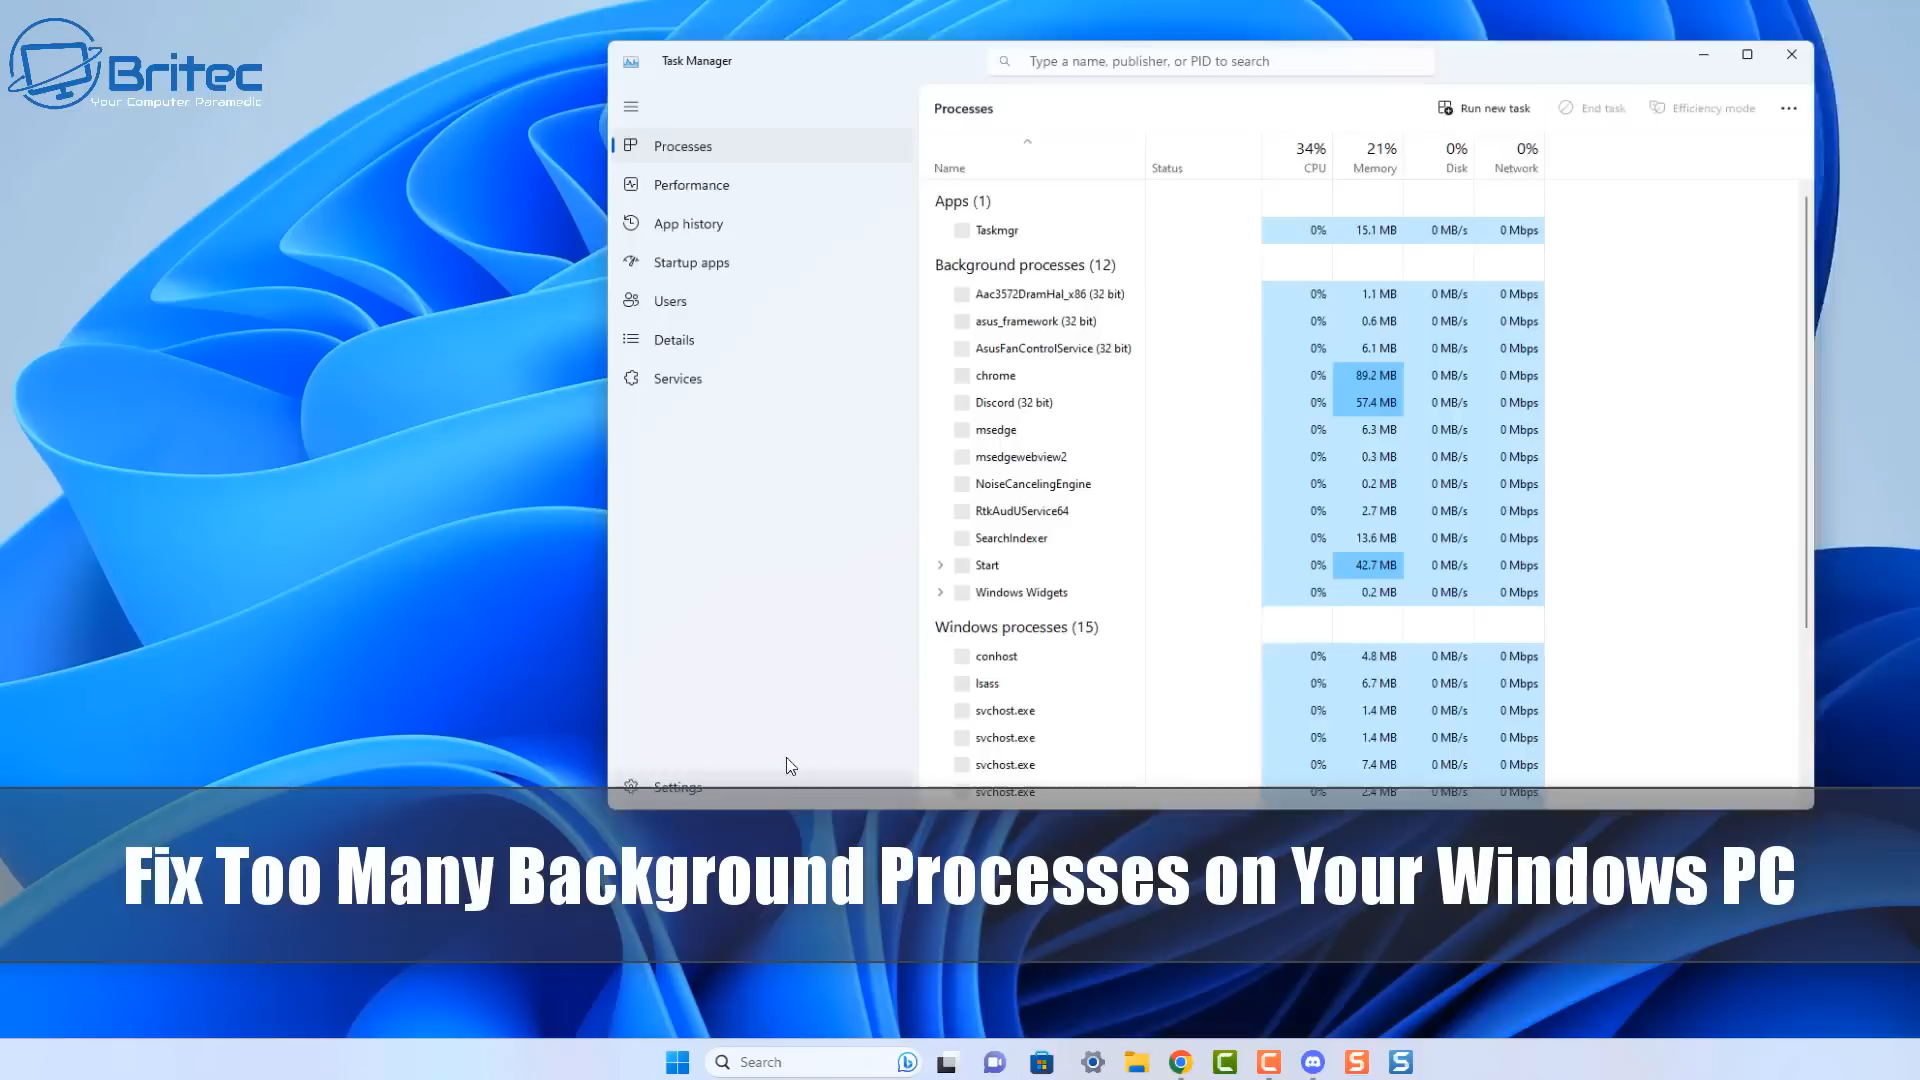 Britec
Your Computer Paramedic
Task Manager
Type a name, publisher, or PID to search
Processes
Performance
App history
Startup apps
Users
Details
Services
Settings
Processes
Run new task
End task
Efficiency mode
34% 21% 0% 0%
Name Status CPU Memory Disk Network
Apps (1)
Taskmgr 0% 15.1 MB 0 MB/s 0 Mbps
Background processes (12)
Aac3572DramHal_x86 (32 bit) 0% 1.1 MB 0 MB/s 0 Mbps
asus_framework (32 bit) 0% 0.6 MB 0 MB/s 0 Mbps
AsusFanControlService (32 bit) 0% 6.1 MB 0 MB/s 0 Mbps
chrome 0% 89.2 MB 0 MB/s 0 Mbps
Discord (32 bit) 0% 57.4 MB 0 MB/s 0 Mbps
msedge 0% 6.3 MB 0 MB/s 0 Mbps
msedgewebview2 0% 0.3 MB 0 MB/s 0 Mbps
NoiseCancelingEngine 0% 0.2 MB 0 MB/s 0 Mbps
RtkAudUService64 0% 2.7 MB 0 MB/s 0 Mbps
SearchIndexer 0% 13.6 MB 0 MB/s 0 Mbps
Start 0% 42.7 MB 0 MB/s 0 Mbps
Windows Widgets 0% 0.2 MB 0 MB/s 0 Mbps
Windows processes (15)
conhost 0% 4.8 MB 0 MB/s 0 Mbps
lsass 0% 6.7 MB 0 MB/s 0 Mbps
svchost.exe 0% 1.4 MB 0 MB/s 0 Mbps
svchost.exe 0% 1.4 MB 0 MB/s 0 Mbps
svchost.exe 0% 7.4 MB 0 MB/s 0 Mbps
svchost.exe 0% 2.4 MB 0 MB/s 0 Mbps
Fix Too Many Background Processes on Your Windows PC
Search